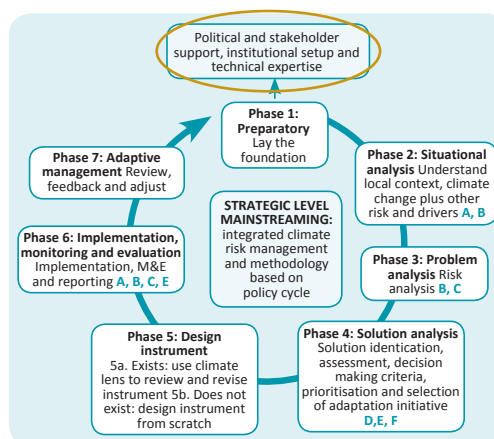 Political and stakeholder
support, institutional setup and
technical expertise
Phase 1:
Preparatory
Lay the
foundation
Phase 2: Situational
analysis Understand
local context, climate
change plus other
risk and drivers A, B
Phase 3: Problem
analysis Risk
analysis B, C
Phase 4: Solution analysis
Solution identication,
assessment, decision
making criteria,
prioritisation and selection
of adaptation initiative
D,E, F
Phase 5: Design
instrument
5a. Exists: use climate
lens to review and revise
instrument 5b. Does not
exist: design instrument
from scratch
Phase 6: Implementation,
monitoring and evaluation
Implementation, M&E
and reporting A, B, C, E
Phase 7: Adaptive
management Review,
feedback and adjust
STRATEGIC LEVEL
MAINSTREAMING:
integrated climate
risk management
and methodology
based on
policy cycle